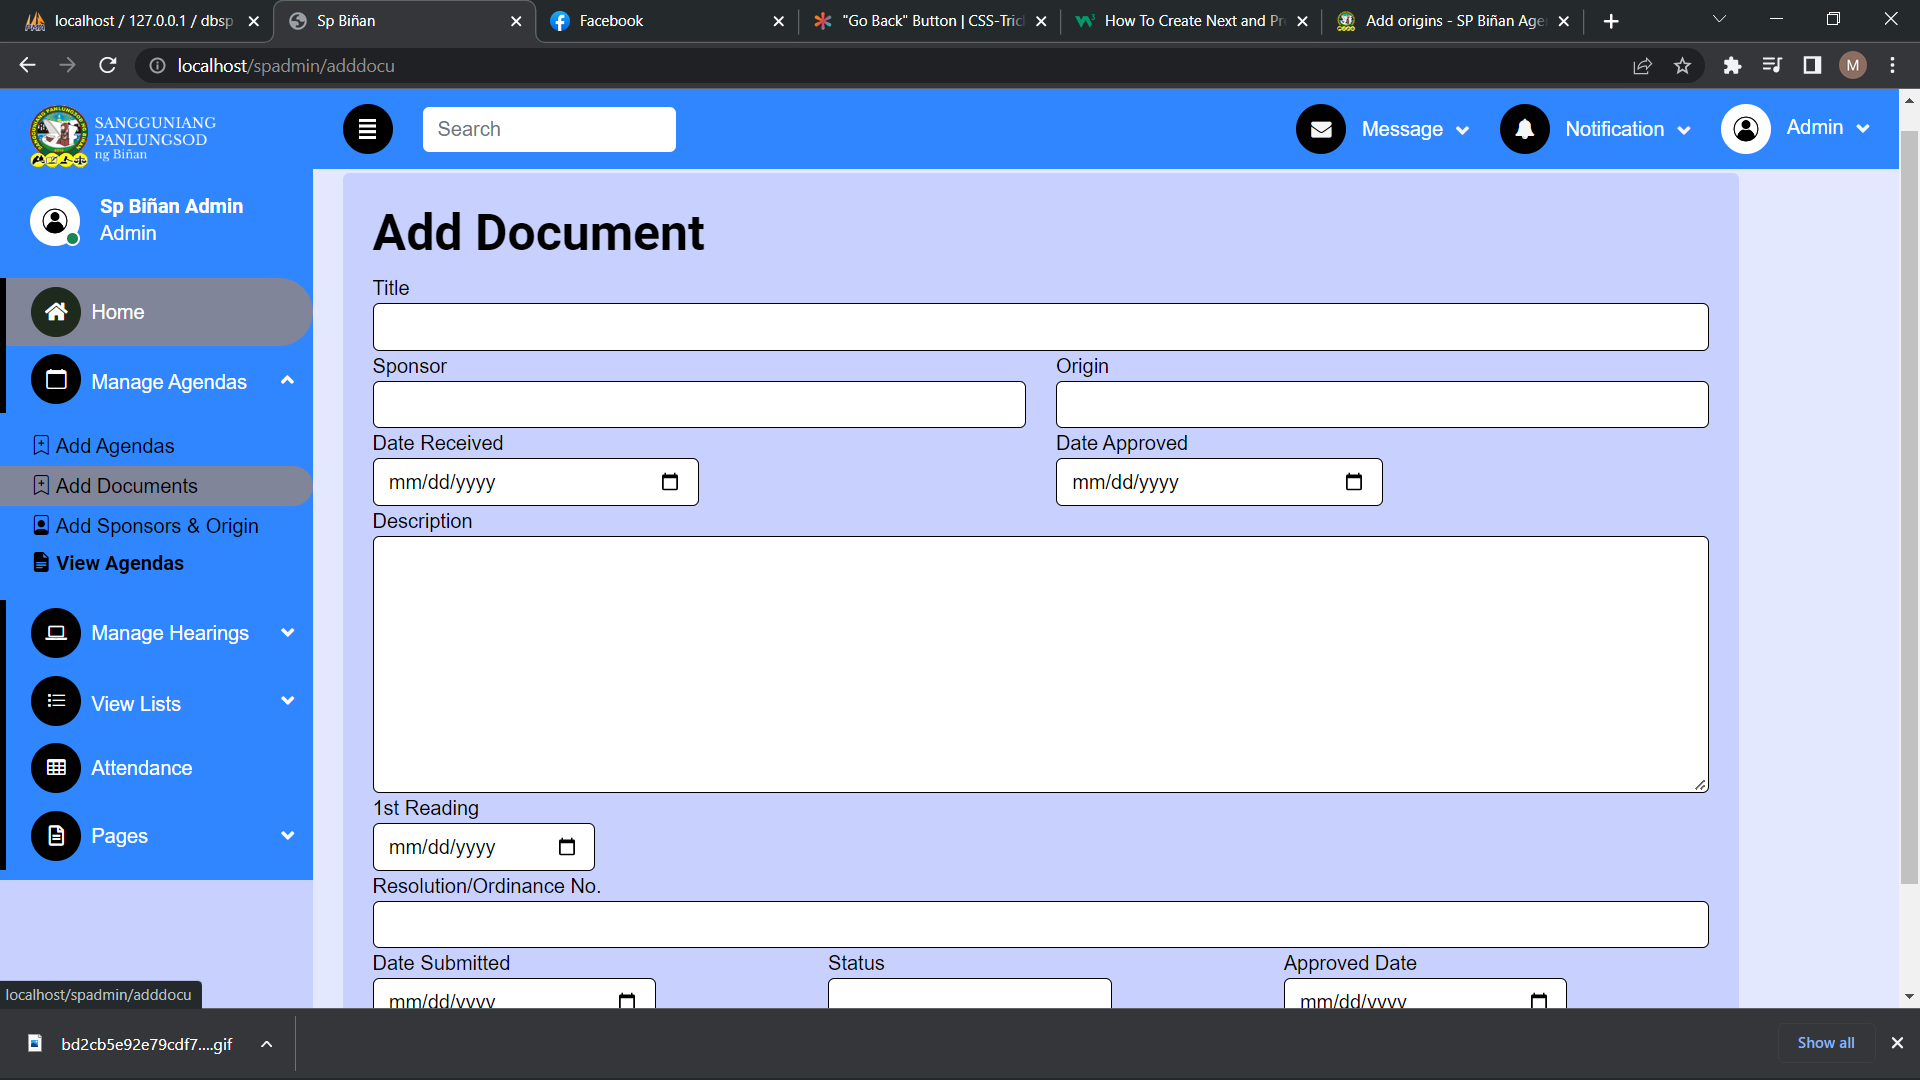 localhost / 127.0.0.1 / dbsp
Sp Biñan
Facebook
"Go Back" Button | CSS-Tric
How To Create Next and Pr
Add origins - SP Biñan Age
localhost/spadmin/adddocu
M
SANGGUNIANG
PANLUNGSOD
ng Biñan
Search
Message
Notification
Admin
Sp Biñan Admin
Admin
Home
Manage Agendas
Add Agendas
Add Documents
Add Sponsors & Origin
View Agendas
Manage Hearings
View Lists
Attendance
Pages
Add Document
Title
Sponsor
Origin
Date Received
Date Approved
mm/dd/yyyy
mm/dd/yyyy
Description
1st Reading
mm/dd/yyyy
Resolution/Ordinance No.
Date Submitted
Status
Approved Date
mm/dd/yyyy
mm/dd/yyyy
localhost/spadmin/adddocu
bd2cb5e92e79cdf7....gif
Show all